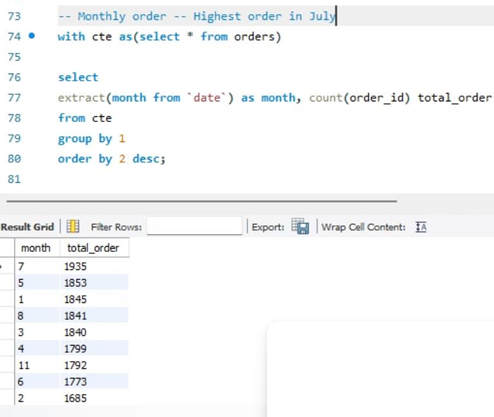 73 -- Monthly order -- Highest order in July
74 with cte as(select * from orders)
75
76 select
77 extract(month from `date`) as month, count(order_id) total_order
78 from cte
79 group by 1
80 order by 2 desc;
81
Result Grid Filter Rows: Export: Wrap Cell Content: IA
month total_order
7 1935
5 1853
1 1845
8 1841
3 1840
4 1799
11 1792
6 1773
2 1685